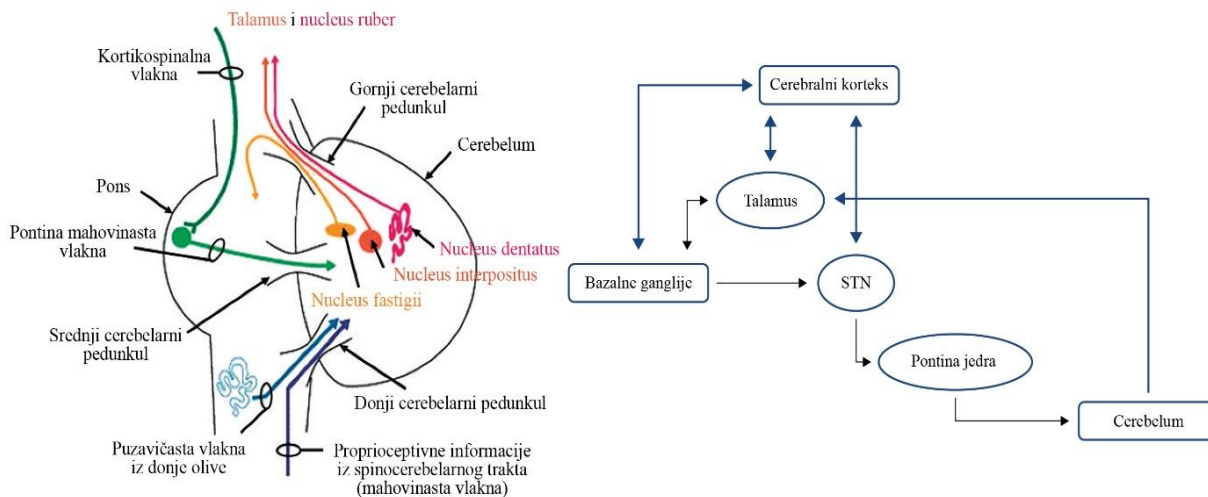 Talamus i nucleus ruber
Kortikospinalna
vlakna
Gornji cerebelarni
pedunkul
Cerebelum
Pons
Pontina mahovinasta
vlakna
Nucleus dentatus
Nucleus interpositus
Nucleus fastigii
Srednji cerebelarni
pedunkul
Donji cerebelarni pedunkul
Puzavičasta vlakna
iz donje olive
Proprioceptivne informacije
iz spinocerebelarnog trakta
(mahovinasta vlakna)
Cerebralni korteks
Talamus
Bazalne ganglije
STN
Pontina jedra
Cerebelum